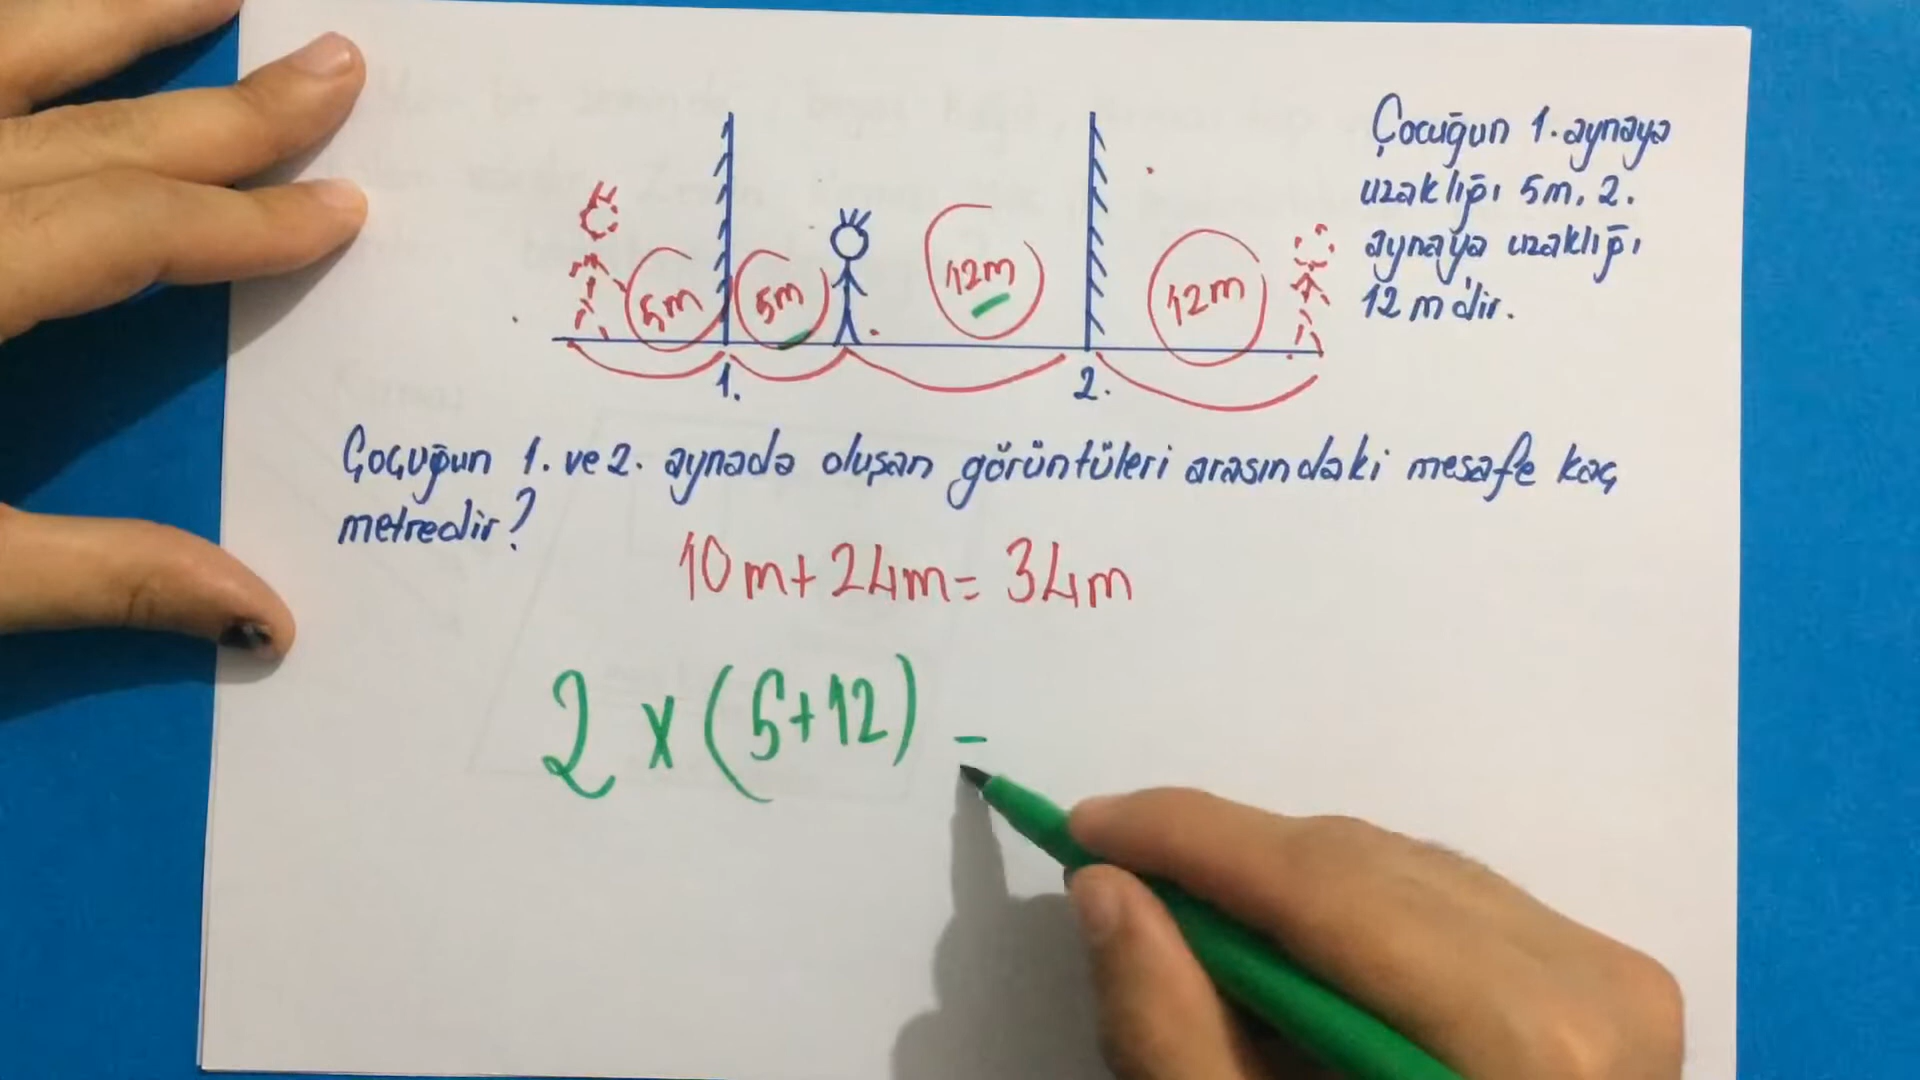 Çocuğun 1. aynaya
uzaklığı 5m, 2.
aynaya uzaklığı
12 m'dir.
5m 5m 12m 12m
1. 2.
Çocuğun 1. ve 2. aynada oluşan görüntüleri arasındaki mesafe kaç
metredir?
10m+24m= 34m
2 x (5+12) -